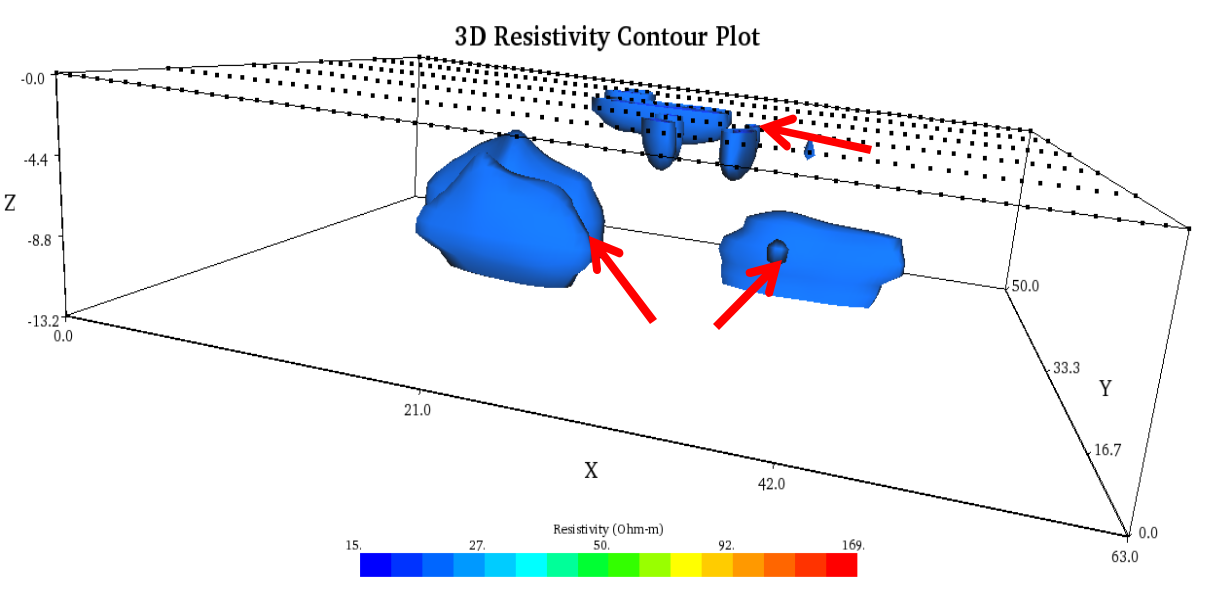 3D Resistivity Contour Plot
-0.0
-4.4
Z
-8.8
-13.2
0.0
21.0
X
42.0
63.0
0.0
16.7
Y
33.3
50.0
Resistivity (Ohm-m)
15. 27. 50. 92. 169.